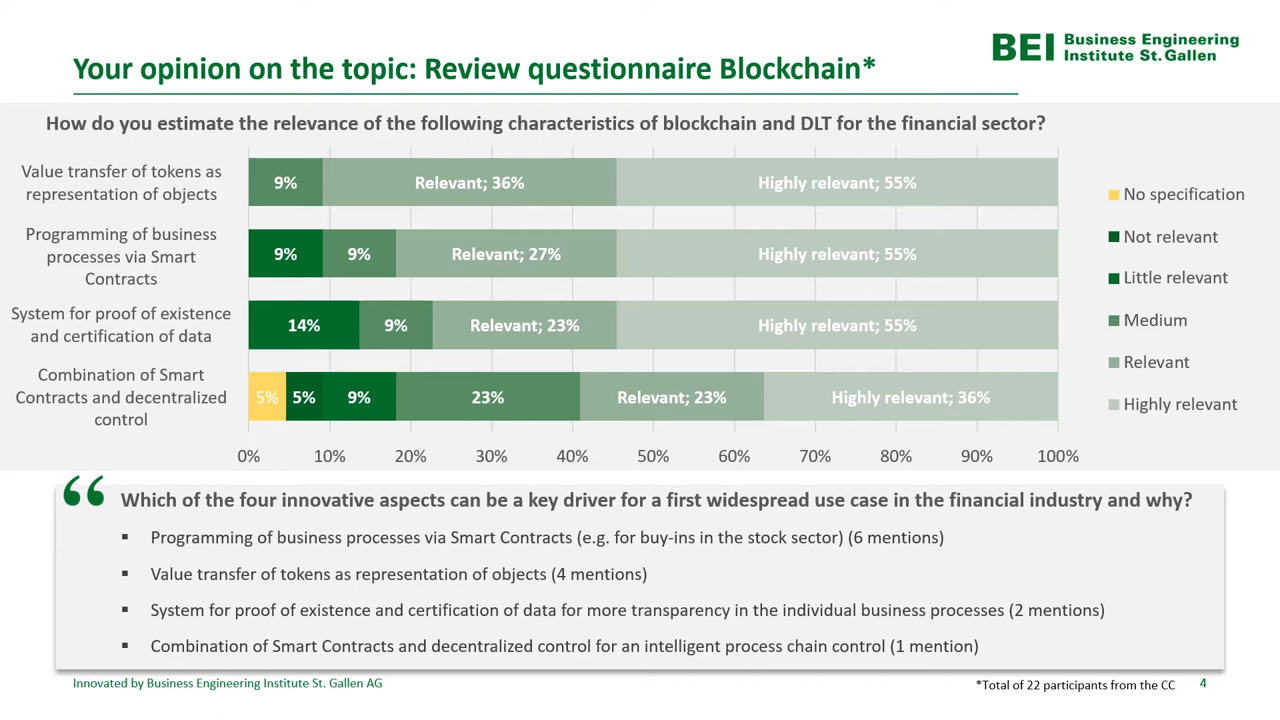 BEI Business Engineering
Institute St. Gallen
Your opinion on the topic: Review questionnaire Blockchain*
How do you estimate the relevance of the following characteristics of blockchain and DLT for the financial sector?
Value transfer of tokens as
representation of objects
9% Relevant; 36% Highly relevant; 55%
Programming of business
processes via Smart
Contracts
9% 9% Relevant; 27% Highly relevant; 55%
System for proof of existence
and certification of data
14% 9% Relevant; 23% Highly relevant; 55%
Combination of Smart
Contracts and decentralized
control
5% 5% 9% 23% Relevant; 23% Highly relevant; 36%
0% 10% 20% 30% 40% 50% 60% 70% 80% 90% 100%
No specification
Not relevant
Little relevant
Medium
Relevant
Highly relevant
“ Which of the four innovative aspects can be a key driver for a first widespread use case in the financial industry and why?
▪ Programming of business processes via Smart Contracts (e.g. for buy-ins in the stock sector) (6 mentions)
▪ Value transfer of tokens as representation of objects (4 mentions)
▪ System for proof of existence and certification of data for more transparency in the individual business processes (2 mentions)
▪ Combination of Smart Contracts and decentralized control for an intelligent process chain control (1 mention)
Innovated by Business Engineering Institute St. Gallen AG
*Total of 22 participants from the CC 4